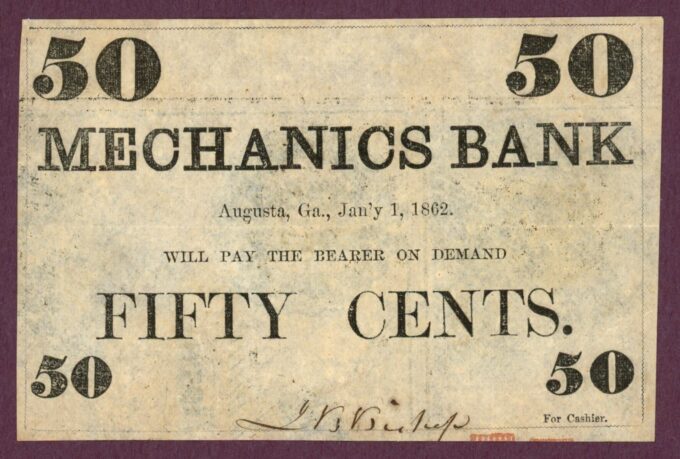 50 50
MECHANICS BANK
Augusta, Ga., Jan'y 1, 1862.
WILL PAY THE BEARER ON DEMAND
FIFTY CENTS.
50 50
J B Bishop
For Cashier.